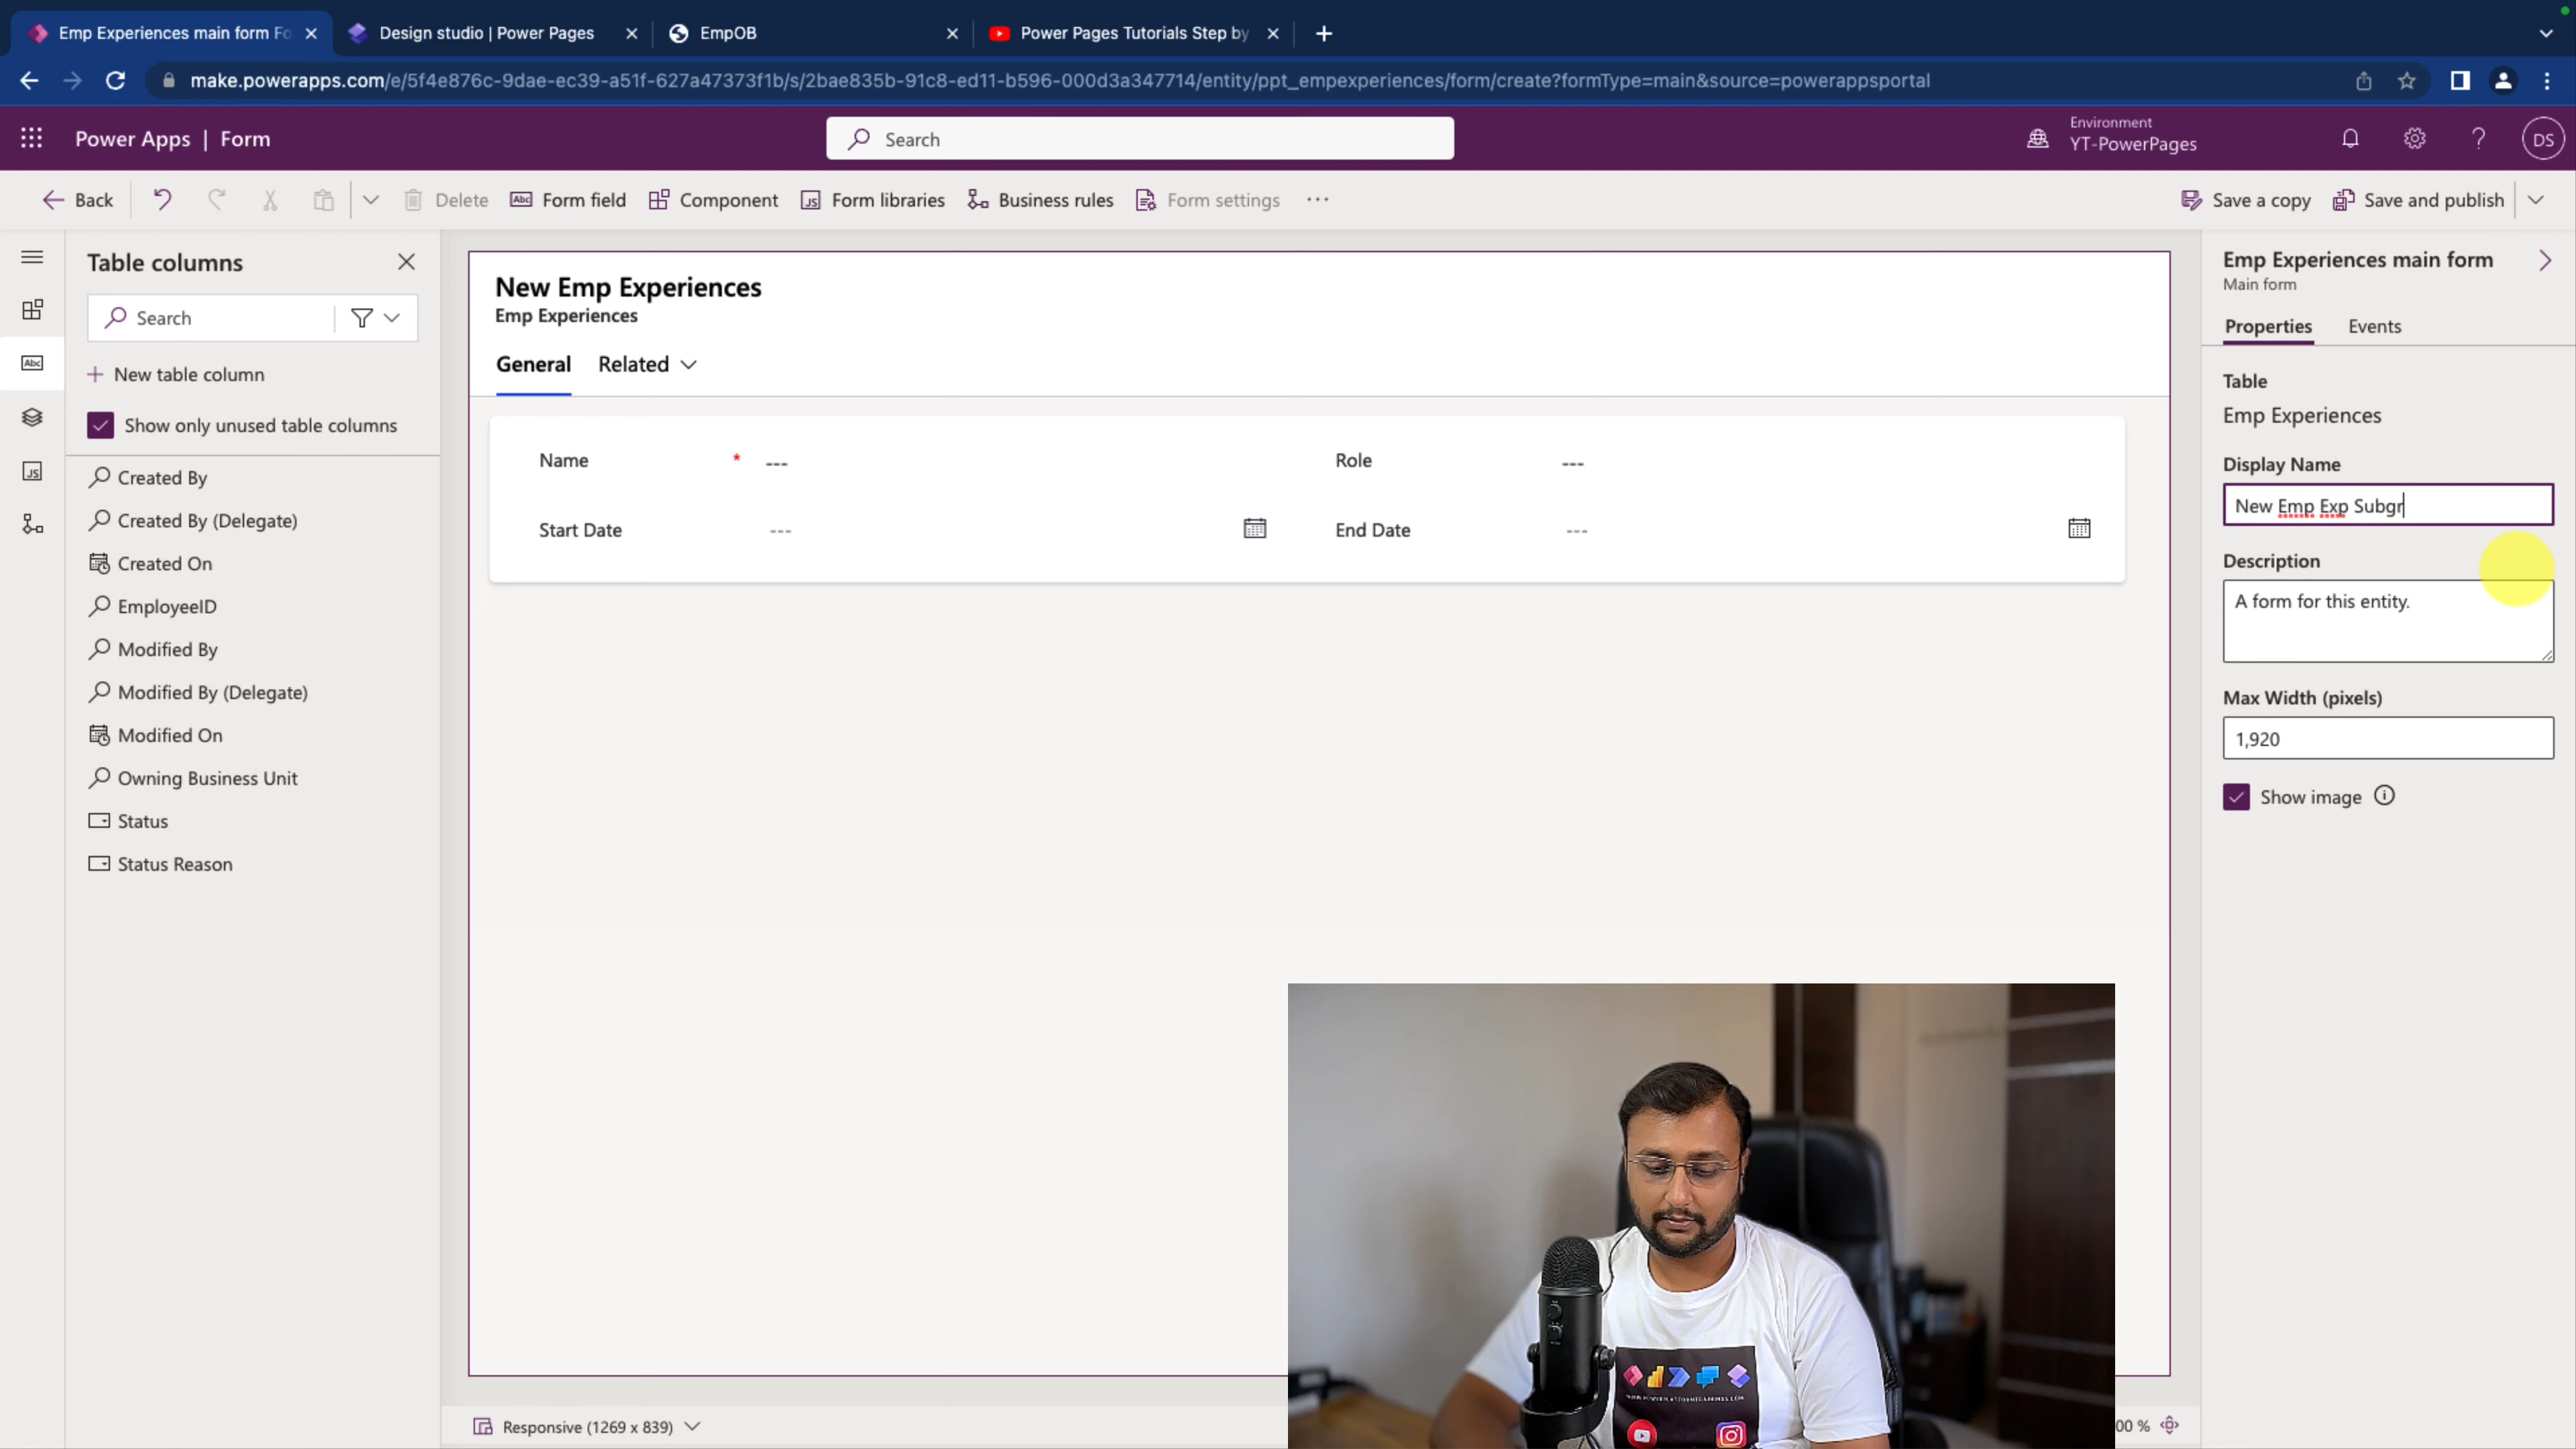 Emp Experiences main form Fo
Design studio | Power Pages
EmpOB
Power Pages Tutorials Step by
make.powerapps.com/e/5f4e876c-9dae-ec39-a51f-627a47373f1b/s/2bae835b-91c8-ed11-b596-000d3a347714/entity/ppt_empexperiences/form/create?formType=main&source=powerappsportal
Power Apps | Form
Search
Environment
YT-PowerPages
DS
Back
Delete
Abc Form field
Component
JS Form libraries
Business rules
Form settings
Save a copy
Save and publish
Table columns
Search
New table column
Abc
Show only unused table columns
JS
Created By
Created By (Delegate)
Created On
EmployeeID
Modified By
Modified By (Delegate)
Modified On
Owning Business Unit
Status
Status Reason
New Emp Experiences
Emp Experiences
General
Related
Name * ---
Role ---
Start Date ---
End Date ---
Responsive (1269 x 839)
00 %
Emp Experiences main form
Main form
Properties
Events
Table
Emp Experiences
Display Name
New Emp Exp Subgr
Description
A form for this entity.
Max Width (pixels)
1,920
Show image